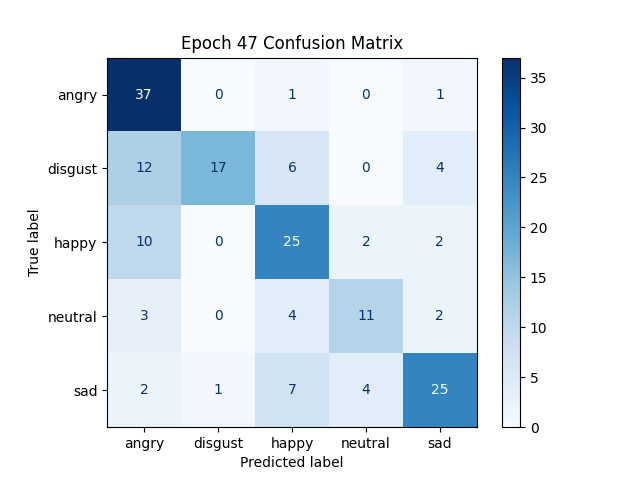 Epoch 47 Confusion Matrix
angry 37 0 1 0 1
disgust 12 17 6 0 4
happy 10 0 25 2 2
neutral 3 0 4 11 2
sad 2 1 7 4 25
angry disgust happy neutral sad
Predicted label
True label
35
30
25
20
15
10
5
0